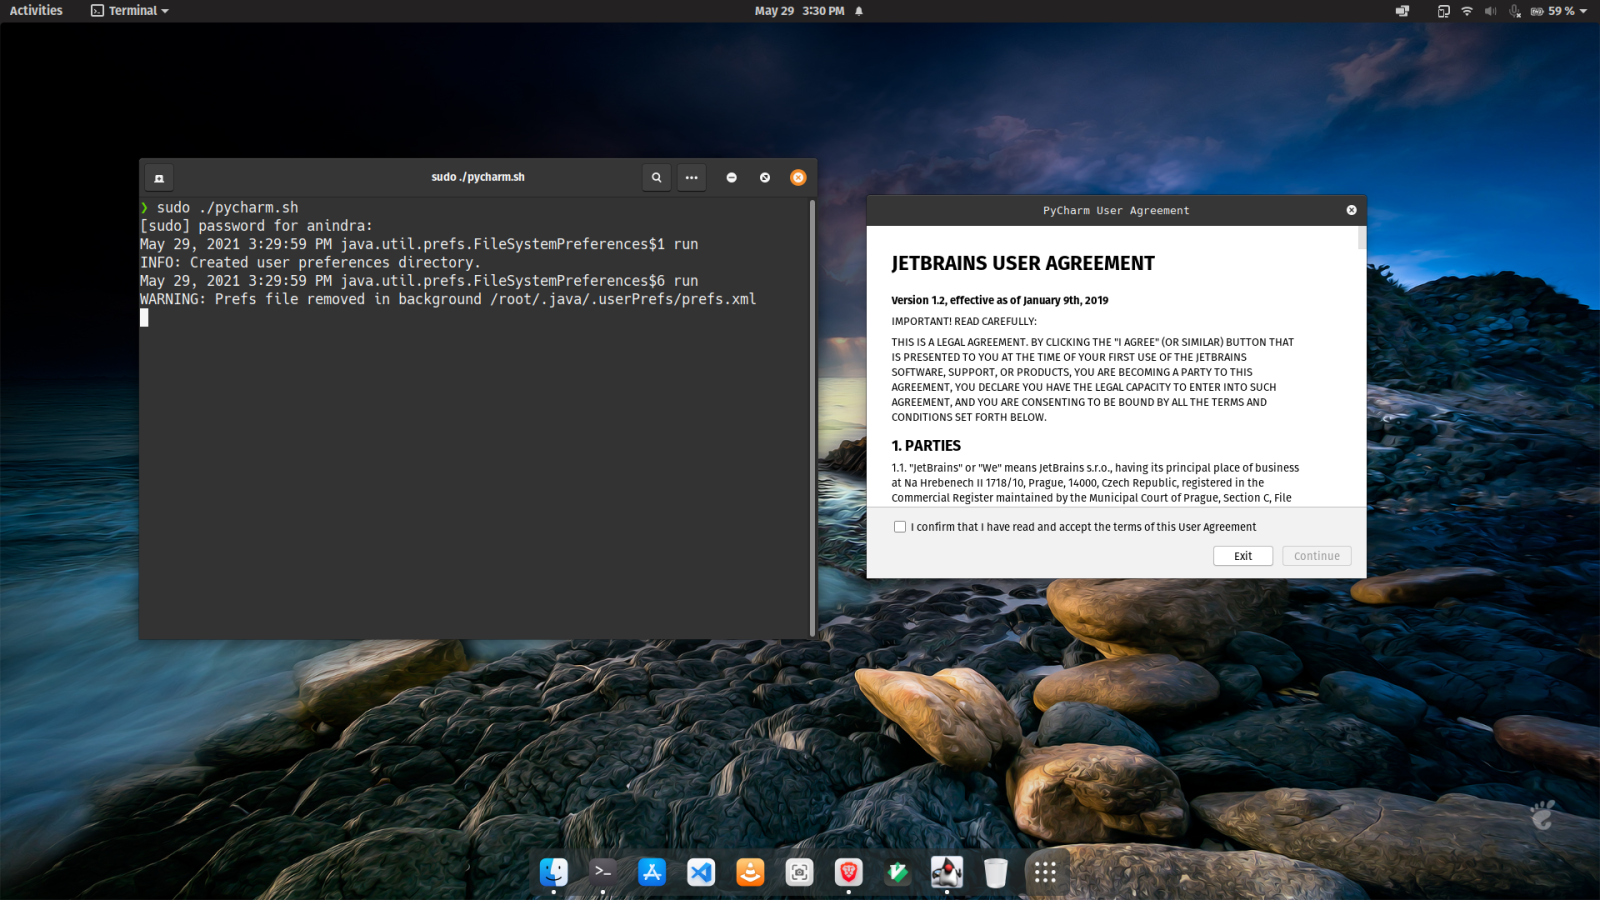 Activities
Terminal
May 29 3:30 PM
59 %
sudo ./pycharm.sh
❯ sudo ./pycharm.sh
[sudo] password for anindra:
May 29, 2021 3:29:59 PM java.util.prefs.FileSystemPreferences$1 run
INFO: Created user preferences directory.
May 29, 2021 3:29:59 PM java.util.prefs.FileSystemPreferences$6 run
WARNING: Prefs file removed in background /root/.java/.userPrefs/prefs.xml
PyCharm User Agreement
JETBRAINS USER AGREEMENT
Version 1.2, effective as of January 9th, 2019
IMPORTANT! READ CAREFULLY:
THIS IS A LEGAL AGREEMENT. BY CLICKING THE "I AGREE" (OR SIMILAR) BUTTON THAT
IS PRESENTED TO YOU AT THE TIME OF YOUR FIRST USE OF THE JETBRAINS
SOFTWARE, SUPPORT, OR PRODUCTS, YOU ARE BECOMING A PARTY TO THIS
AGREEMENT, YOU DECLARE YOU HAVE THE LEGAL CAPACITY TO ENTER INTO SUCH
AGREEMENT, AND YOU ARE CONSENTING TO BE BOUND BY ALL THE TERMS AND
CONDITIONS SET FORTH BELOW.
1. PARTIES
1.1. "JetBrains" or "We" means JetBrains s.r.o., having its principal place of business
at Na Hrebenech II 1718/10, Prague, 14000, Czech Republic, registered in the
Commercial Register maintained by the Municipal Court of Prague, Section C, File
I confirm that I have read and accept the terms of this User Agreement
Exit
Continue